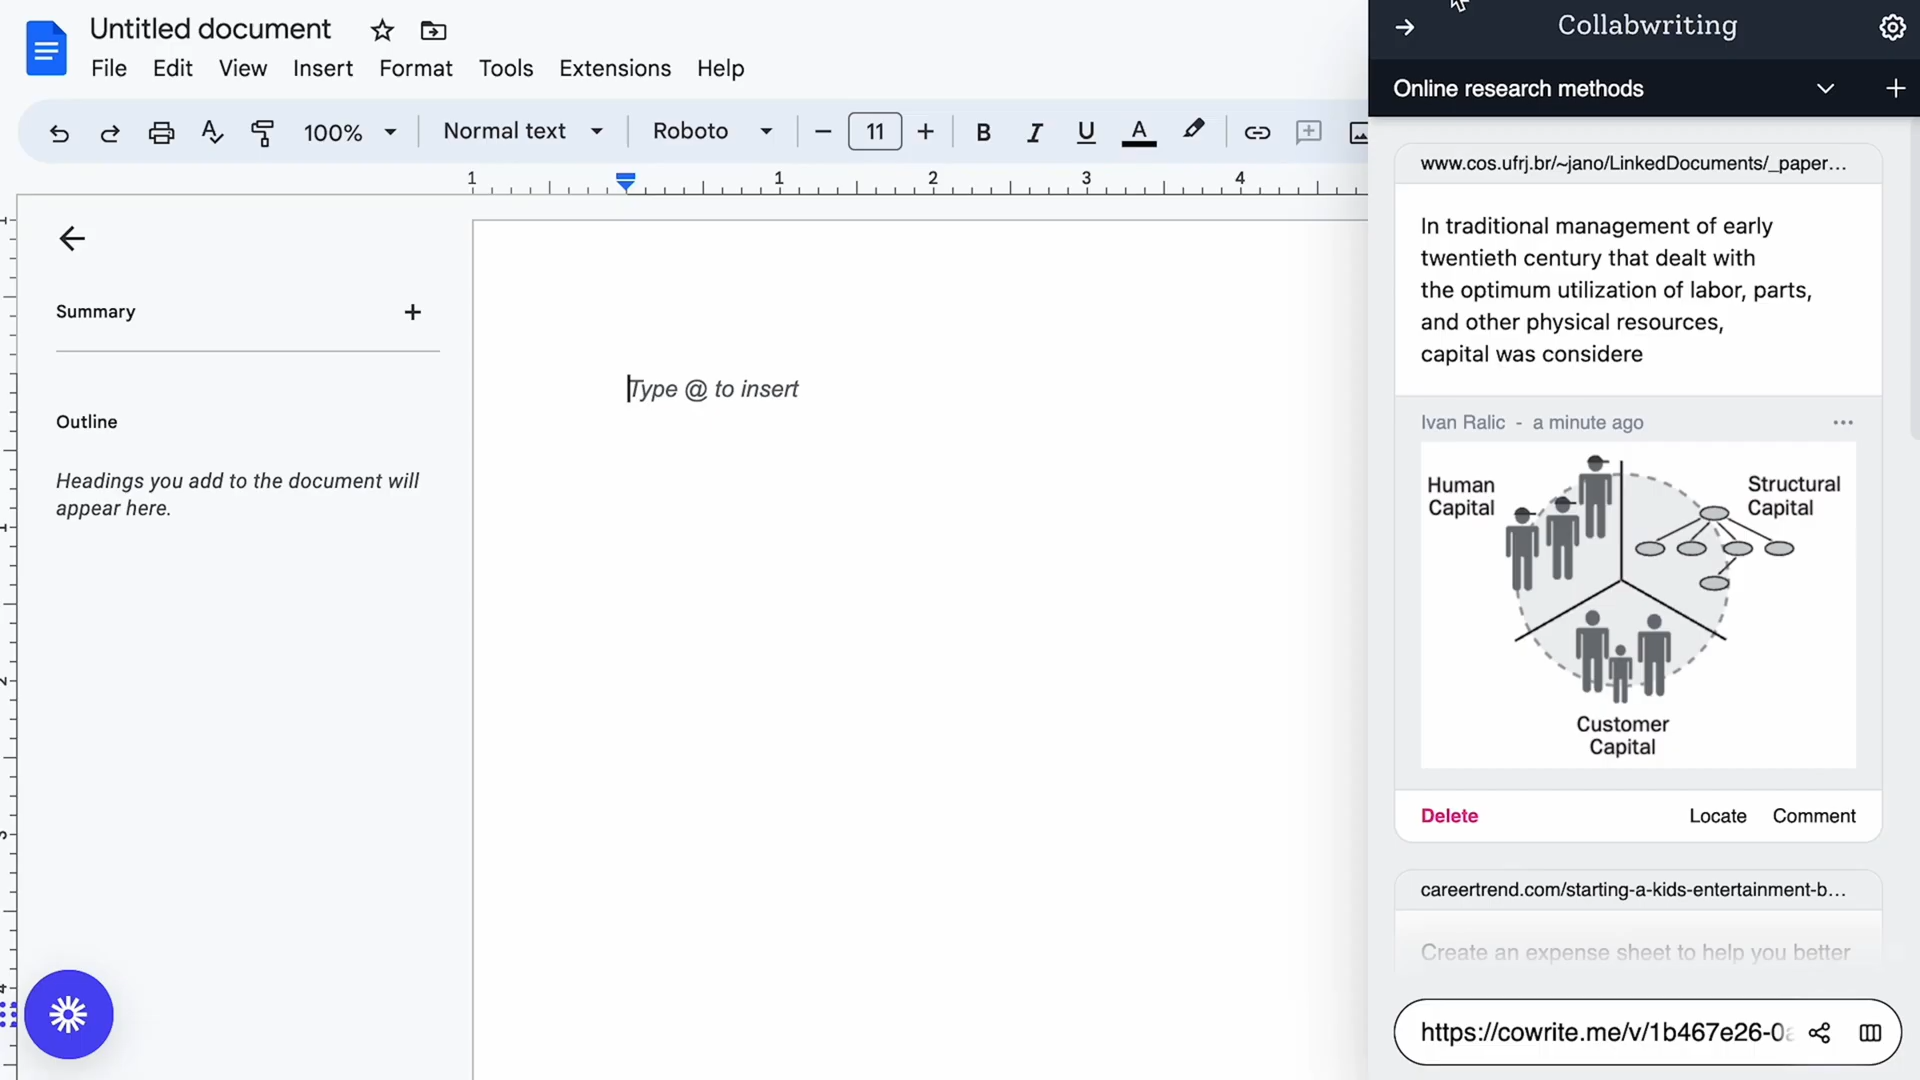 Untitled document
File Edit View Insert Format Tools Extensions Help
100% Normal text Roboto 11 B I U A
1 1 2 3 4
Summary
Outline
Headings you add to the document will
appear here.
Type @ to insert
1
1
2
3
4
Collabwriting
Online research methods
www.cos.ufrj.br/~jano/LinkedDocuments/_paper...
In traditional management of early
twentieth century that dealt with
the optimum utilization of labor, parts,
and other physical resources,
capital was considere
Ivan Ralic - a minute ago
Human
Capital
Structural
Capital
Customer
Capital
Delete Locate Comment
careertrend.com/starting-a-kids-entertainment-b...
Create an expense sheet to help you better
https://cowrite.me/v/1b467e26-0